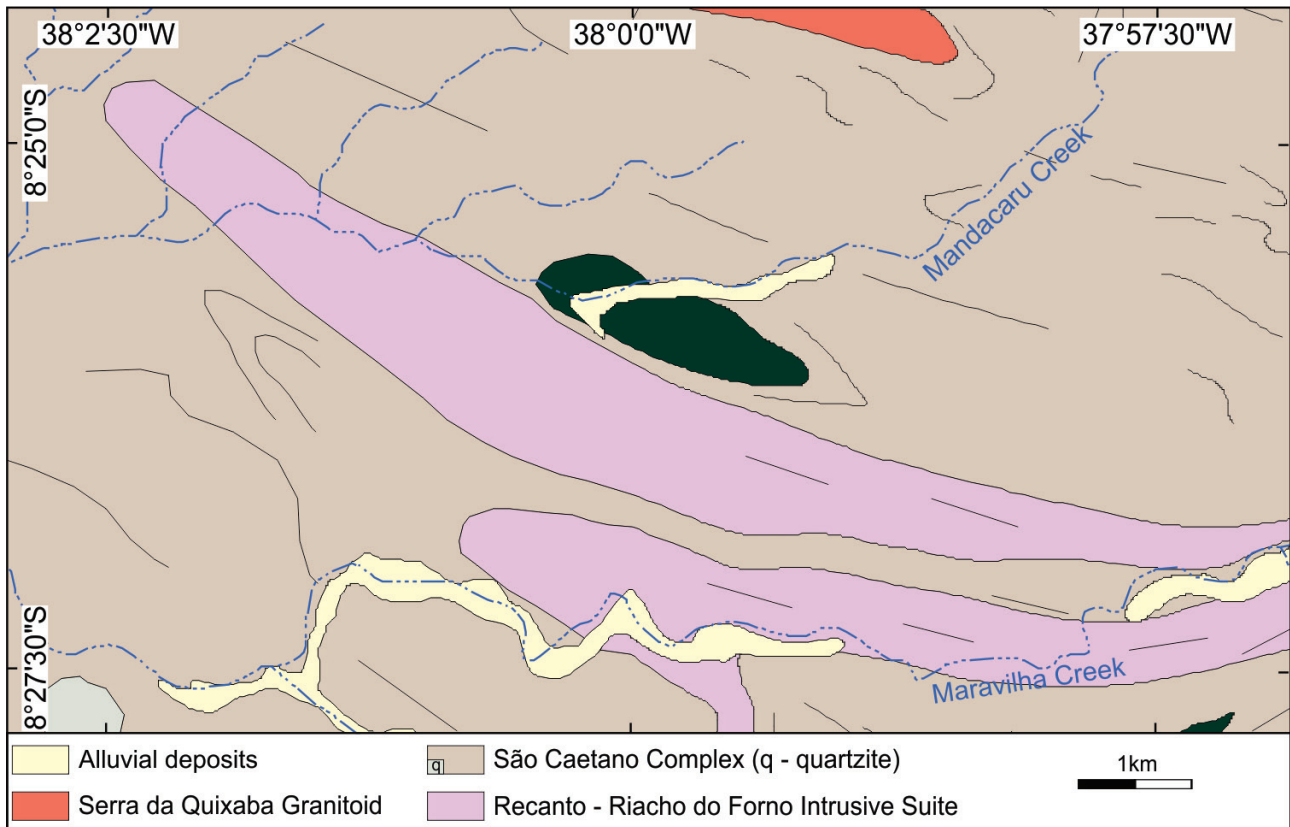 38°2'30"W
38°0'0"W
37°57'30"W
8°25'0"S
Mandacaru Creek
8°27'30"S
Maravilha Creek
Alluvial deposits
q
São Caetano Complex (q - quartzite)
1km
Serra da Quixaba Granitoid
Recanto - Riacho do Forno Intrusive Suite